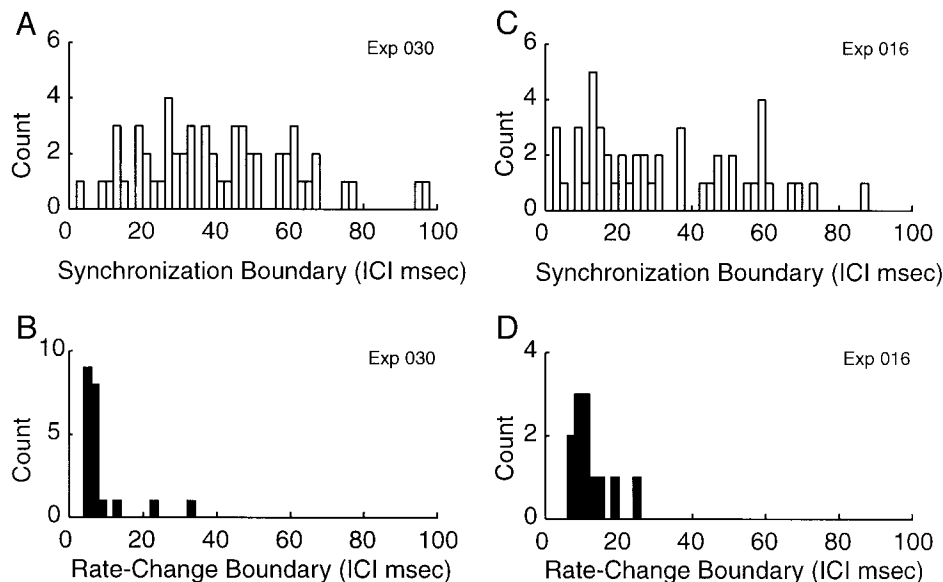 A
Exp 030
6
4
2
0
Count
0 20 40 60 80 100
Synchronization Boundary (ICI msec)
C
Exp 016
6
4
2
0
Count
0 20 40 60 80 100
Synchronization Boundary (ICI msec)
B
Exp 030
10
5
0
Count
0 20 40 60 80 100
Rate-Change Boundary (ICI msec)
D
Exp 016
4
2
0
Count
0 20 40 60 80 100
Rate-Change Boundary (ICI msec)